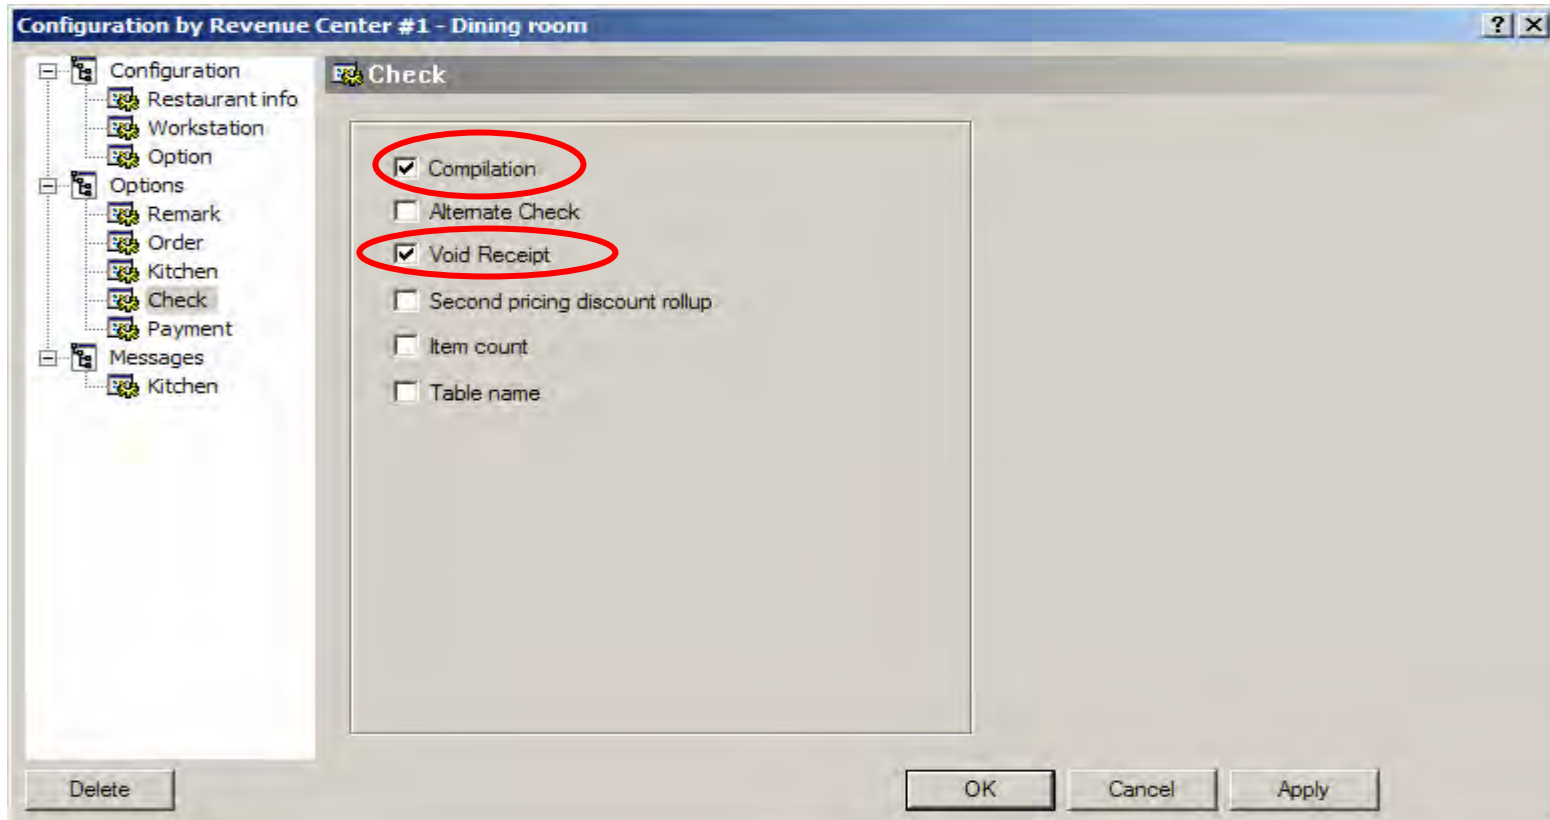 Configuration by Revenue Center #1 - Dining room
Configuration
Restaurant info
Workstation
Option
Options
Remark
Order
Kitchen
Check
Payment
Messages
Kitchen
Check
Compilation
Alternate Check
Void Receipt
Second pricing discount rollup
Item count
Table name
Delete
OK
Cancel
Apply